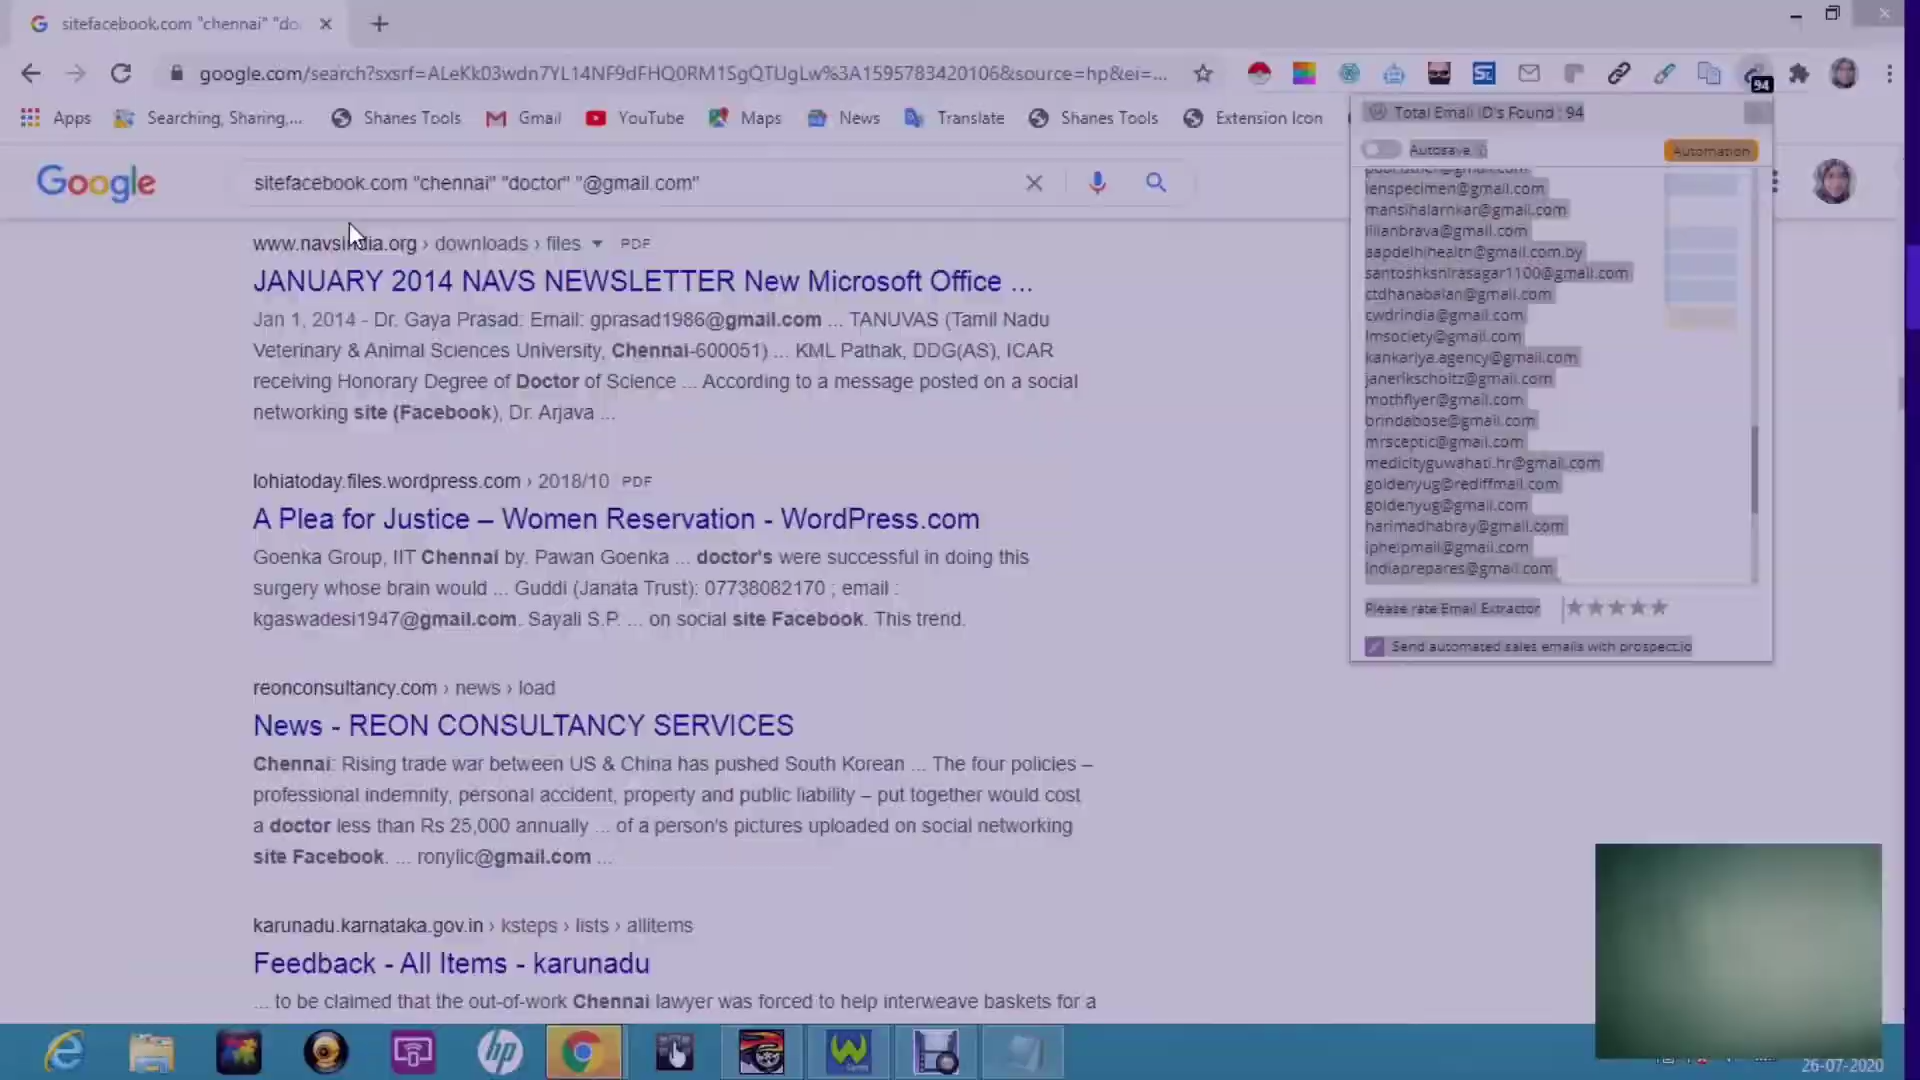 sitefacebook.com "chennai" "do
google.com/search?sxsrf=ALeKk03wdn7YL14NF9dFHQ0RM1SgQTUgLw%3A1595783420106&source=hp&ei=...
94
Apps
Searching, Sharing,...
Shanes Tools
Gmail
YouTube
Maps
News
Translate
Shanes Tools
Extension Icon
Google
sitefacebook.com "chennai" "doctor" "@gmail.com"
www.navsindia.org › downloads › files PDF
JANUARY 2014 NAVS NEWSLETTER New Microsoft Office ...
Jan 1, 2014 - Dr. Gaya Prasad. Email: gprasad1986@gmail.com ... TANUVAS (Tamil Nadu
Veterinary & Animal Sciences University, Chennai-600051) ... KML Pathak, DDG(AS), ICAR
receiving Honorary Degree of Doctor of Science ... According to a message posted on a social
networking site (Facebook), Dr. Arjava ...
lohiatoday.files.wordpress.com › 2018/10 PDF
A Plea for Justice – Women Reservation - WordPress.com
Goenka Group, IIT Chennai by. Pawan Goenka ... doctor's were successful in doing this
surgery whose brain would ... Guddi (Janata Trust): 07738082170 ; email :
kgaswadesi1947@gmail.com. Sayali S.P. ... on social site Facebook. This trend.
reonconsultancy.com › news › load
News - REON CONSULTANCY SERVICES
Chennai: Rising trade war between US & China has pushed South Korean ... The four policies –
professional indemnity, personal accident, property and public liability – put together would cost
a doctor less than Rs 25,000 annually ... of a person's pictures uploaded on social networking
site Facebook. ... ronylic@gmail.com ...
karunadu.karnataka.gov.in › ksteps › lists › allitems
Feedback - All Items - karunadu
... to be claimed that the out-of-work Chennai lawyer was forced to help interweave baskets for a
Total Email ID's Found : 94
Autosave
Automation
lenspecimen@gmail.com
mansihalarnkar@gmail.com
lilianbrava@gmail.com
aapdelhihealth@gmail.com.by
santoshkshirasagar1100@gmail.com
ctdhanabalan@gmail.com
cwdrindia@gmail.com
lmsociety@gmail.com
kankariya.agency@gmail.com
janerikscholtz@gmail.com
mothflyer@gmail.com
brindabose@gmail.com
mrsceptic@gmail.com
medicityguwahati.hr@gmail.com
goldenyug@rediffmail.com
goldenyug@gmail.com
harimadhabray@gmail.com
iphelpmail@gmail.com
indiaprepares@gmail.com
Please rate Email Extractor
Send automated sales emails with prospect.io
hp
26-07-2020